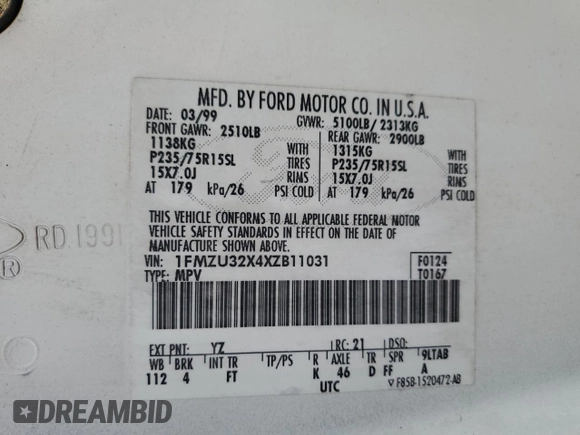 MFD. BY FORD MOTOR CO. IN U.S.A.
DATE: 03/99 GVWR: 5100LB/ 2313KG
FRONT GAWR: 2510LB REAR GAWR: 2900LB
1138KG WITH 1315KG WITH
P235/75R15SL TIRES P235/75R15SL TIRES
15X7.0J RIMS 15X7.0J RIMS
AT 179 kPa/26 PSI COLD AT 179 kPa/26 PSI COLD
THIS VEHICLE CONFORMS TO ALL APPLICABLE FEDERAL MOTOR
VEHICLE SAFETY STANDARDS IN EFFECT ON THE DATE OF
MANUFACTURE SHOWN ABOVE.
VIN: 1FMZU32X4XZB11031 F0124
TYPE: MPV T0167
EXT PNT: YZ RC: 21 DSO:
WB BRK INT TR TP/PS R AXLE TR SPR 9LTAB
112 4 FT K 46 D FF A
UTC F85B-1520472-AB
RD 1991
®
DREAMBID